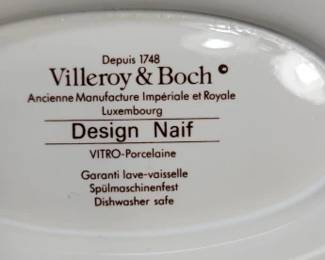 Depuis 1748
Villeroy & Boch ©
Ancienne Manufacture Impériale et Royale
Luxembourg
Design Naif
VITRO-Porcelaine
Garanti lave-vaisselle
Spülmaschinenfest
Dishwasher safe